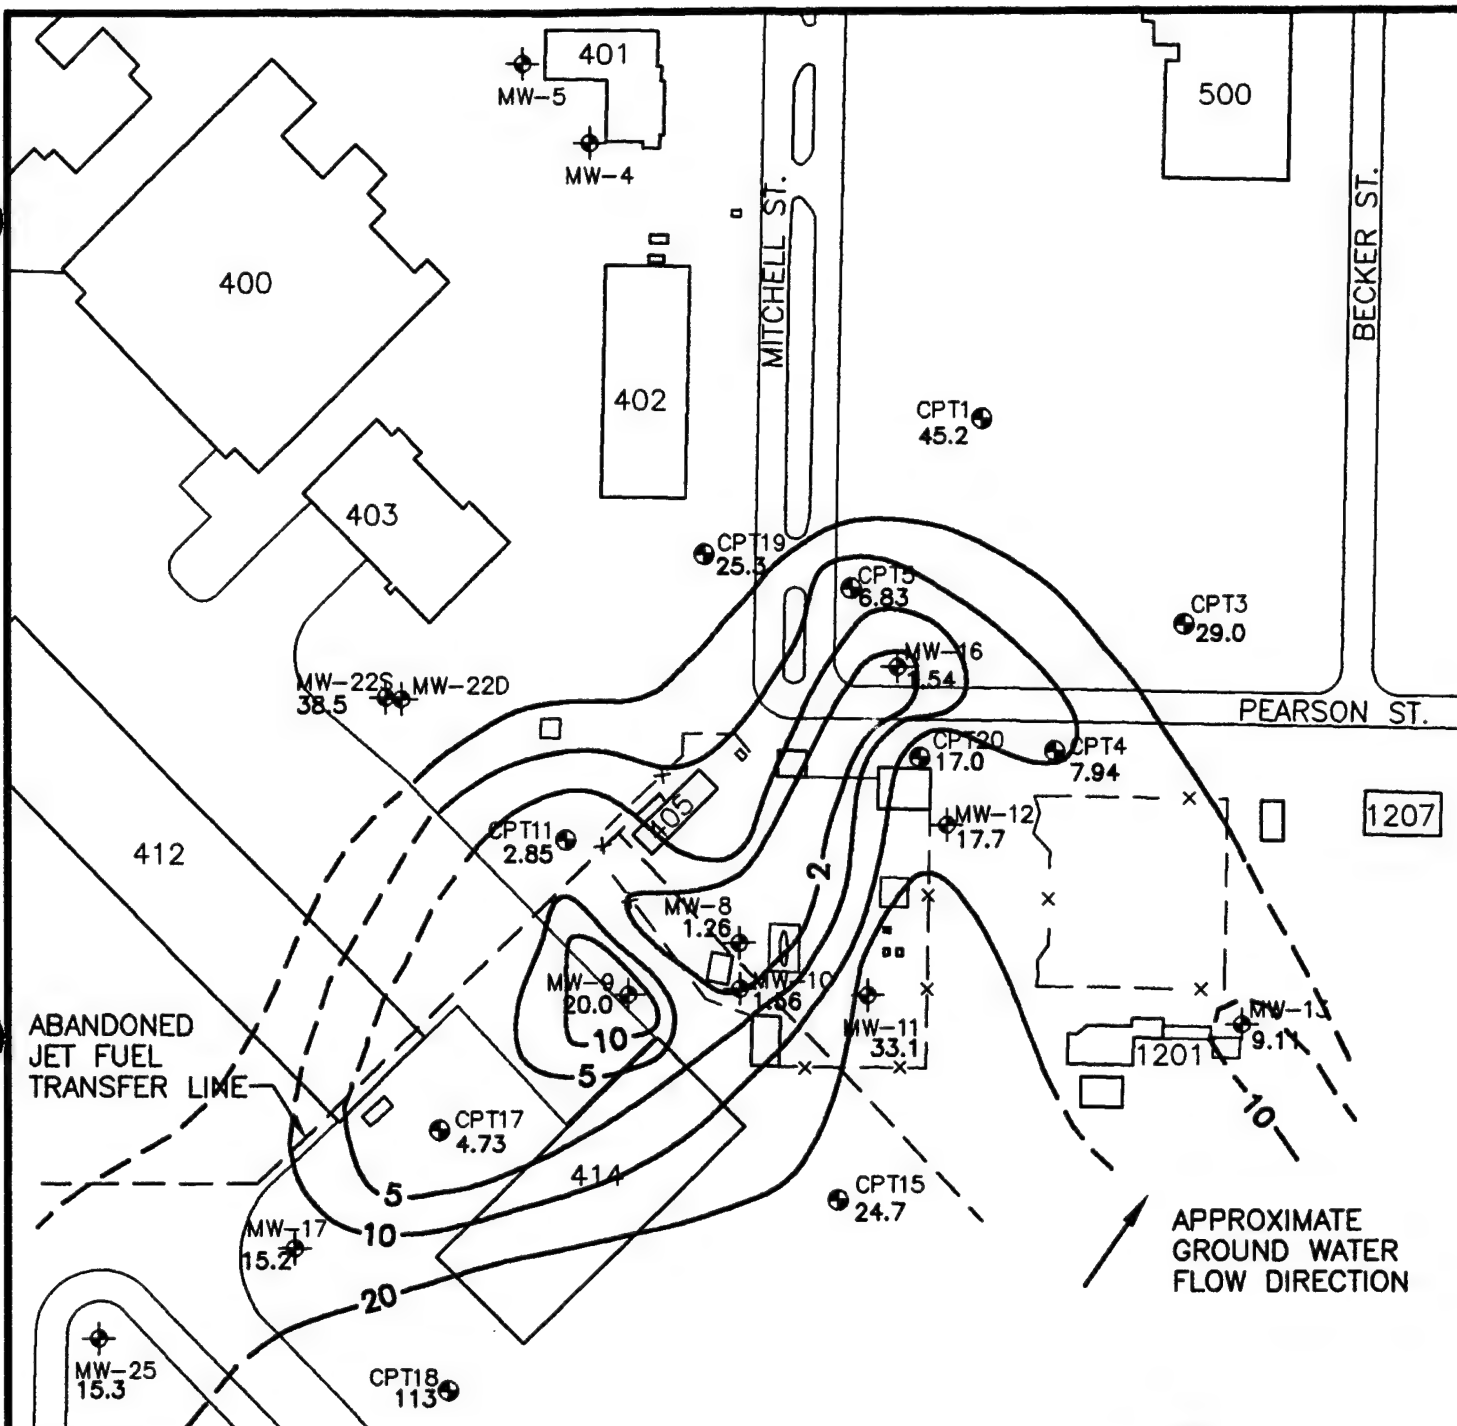 401
MW-5
500
MW-4
MITCHELL ST.
BECKER ST.
400
402
CPT1
45.2
403
CPT19
25.3
CPT5
6.83
CPT3
29.0
MW-16
1.54
MW-22S
38.5
MW-22D
PEARSON ST.
CPT20
17.0
CPT4
7.94
405
CPT11
2.85
MW-12
17.7
1207
412
2
MW-8
1.26
MW-9
20.0
MW-10
1.56
MW-11
33.1
10
5
MW-13
9.11
1201
10
ABANDONED
JET FUEL
TRANSFER LINE
CPT17
4.73
414
5
10
CPT15
24.7
MW-17
15.2
20
APPROXIMATE
GROUND WATER
FLOW DIRECTION
MW-25
15.3
CPT18
113